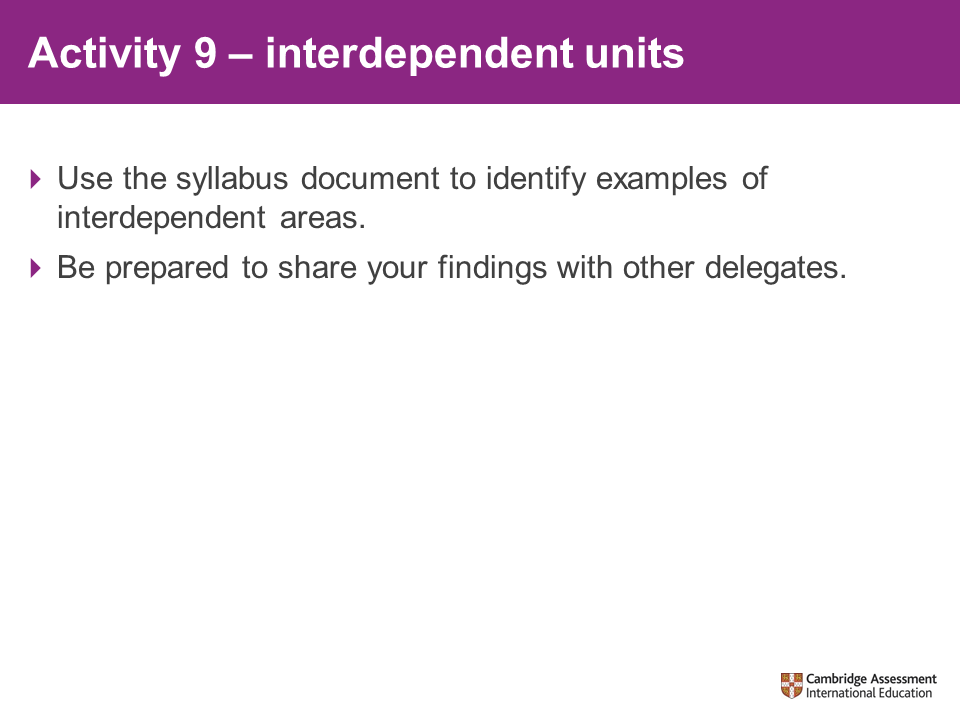 Activity 9 – interdependent units
Use the syllabus document to identify examples of
interdependent areas.
Be prepared to share your findings with other delegates.
Cambridge Assessment
International Education